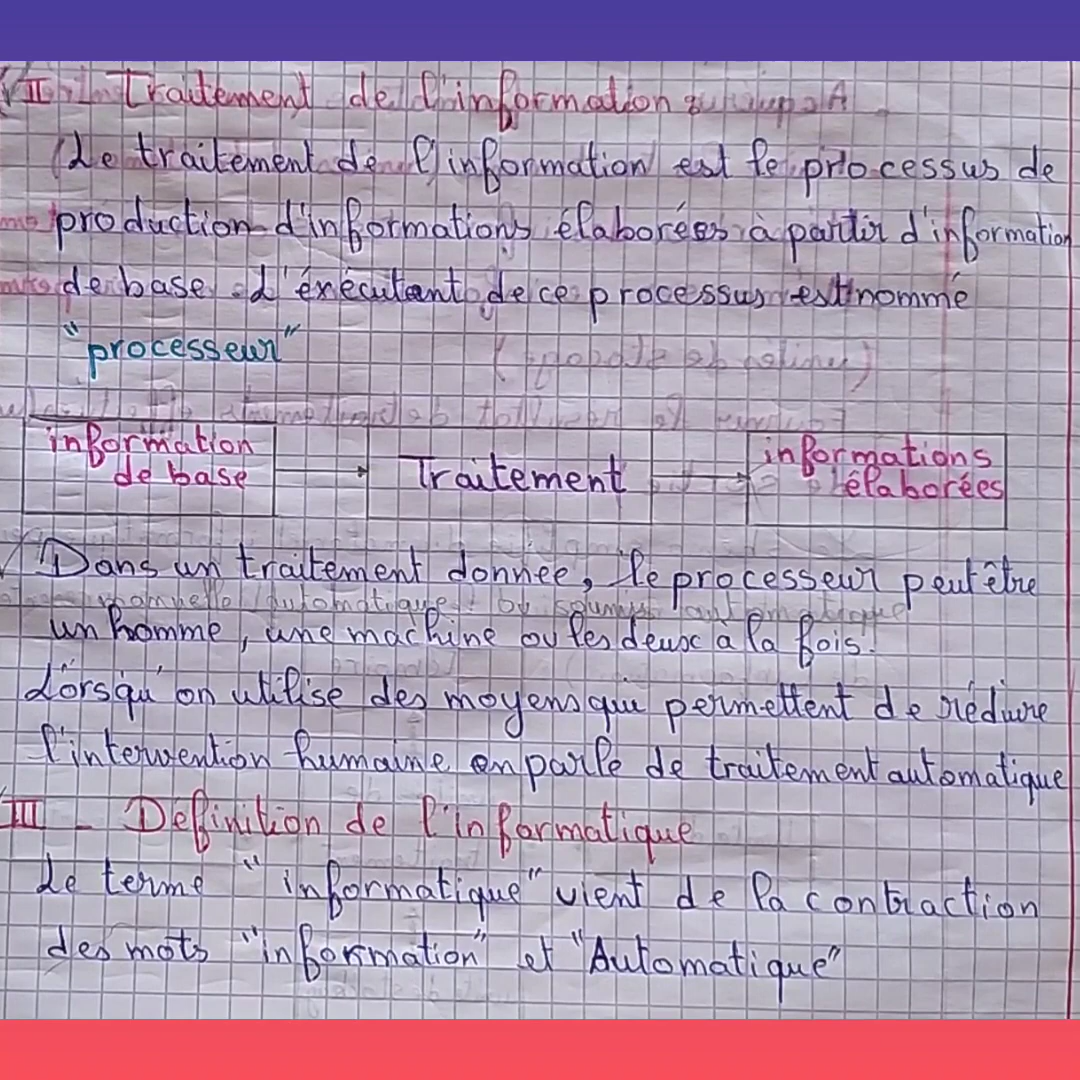 II - Traitement de l'information
Le traitement de l'information est le processus de
production d'informations élaborées à partir d'information
de base. L'éxécutant de ce processus est nommé
"processeur"
information
de base
Traitement
informations
élaborées
Dans un traitement donnée, le processeur peut être
un homme, une machine ou les deux à la fois.
Lorsqu'on utilise des moyens qui permettent de réduire
l'intervention humaine on parle de traitement automatique
III - Définition de l'informatique
Le terme "informatique" vient de la contraction
des mots "information" et "Automatique"